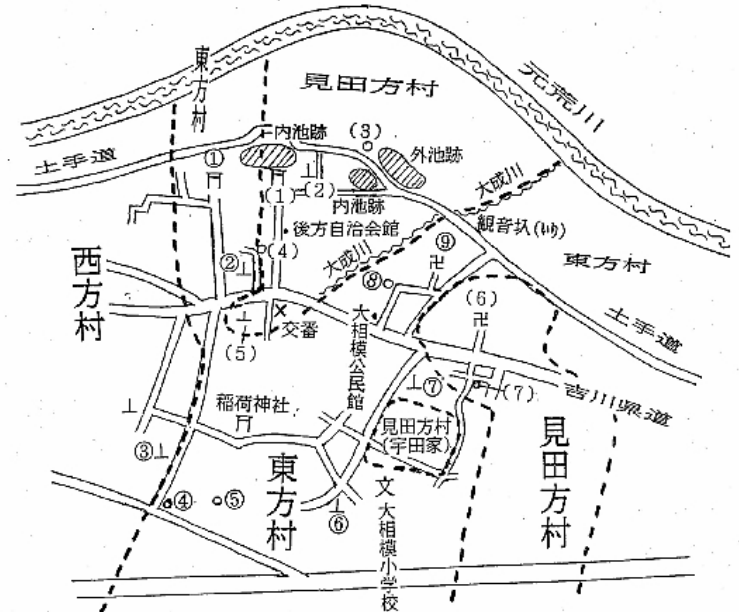 元荒川
見田方村
東方村
土手道
内池跡
(3)
外池跡
①
(1)
(2)
内池跡
大成川
観音圦(いり)
後方自治会館
(4)
②
大成川
⑨
⑧
東方村
西方村
(6)
土手道
交番
(5)
大相模公民館
⑦
(7)
吉川県道
稲荷神社
見田方村
(宇田家)
見田方村
③
東方村
④
⑤
⑥
文
大相模小学校